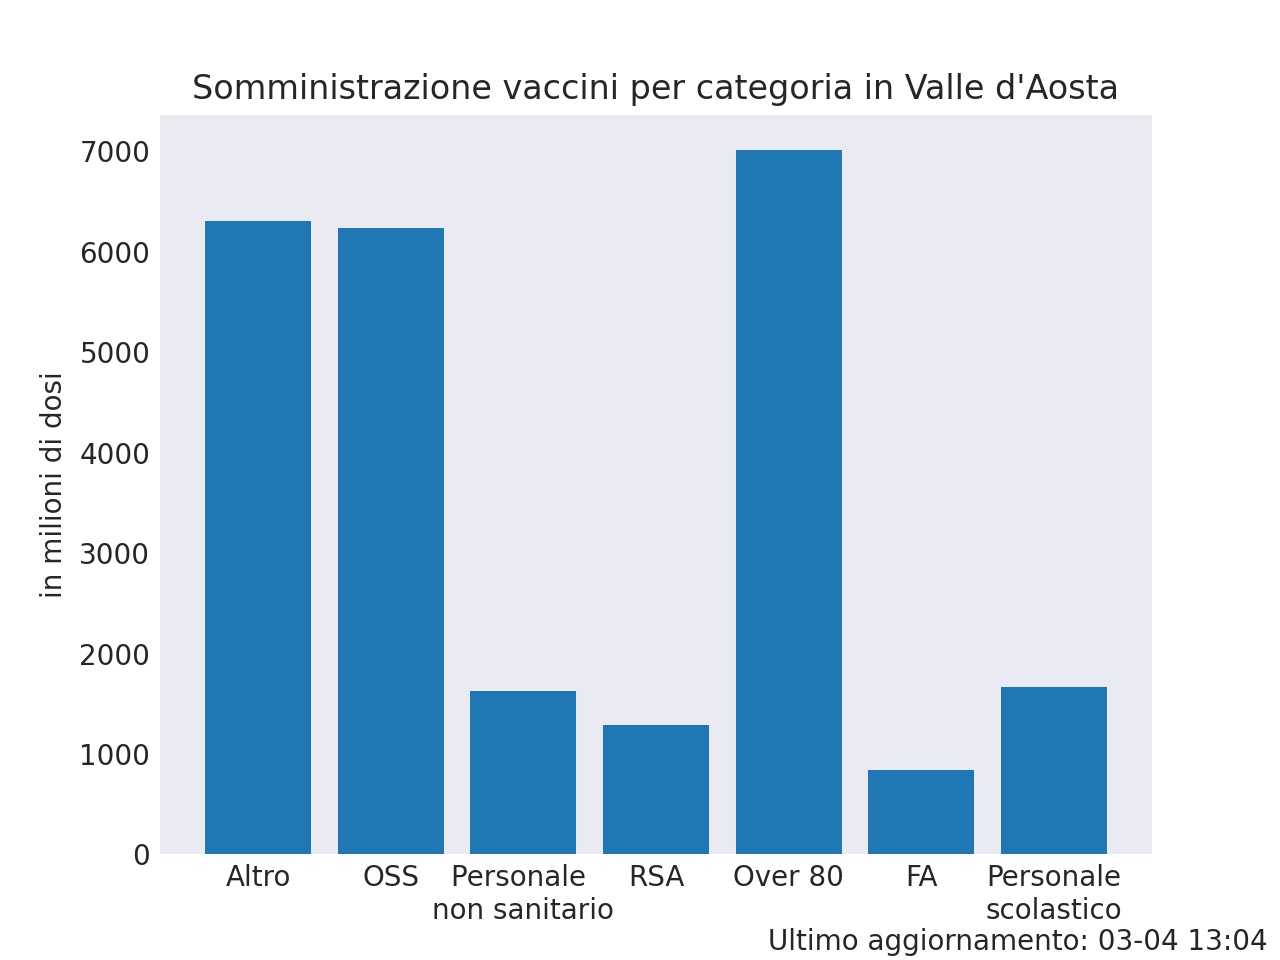 Somministrazione vaccini per categoria in Valle d'Aosta
in milioni di dosi
7000
6000
5000
4000
3000
2000
1000
0
Altro
OSS
Personale
non sanitario
RSA
Over 80
FA
Personale
scolastico
Ultimo aggiornamento: 03-04 13:04